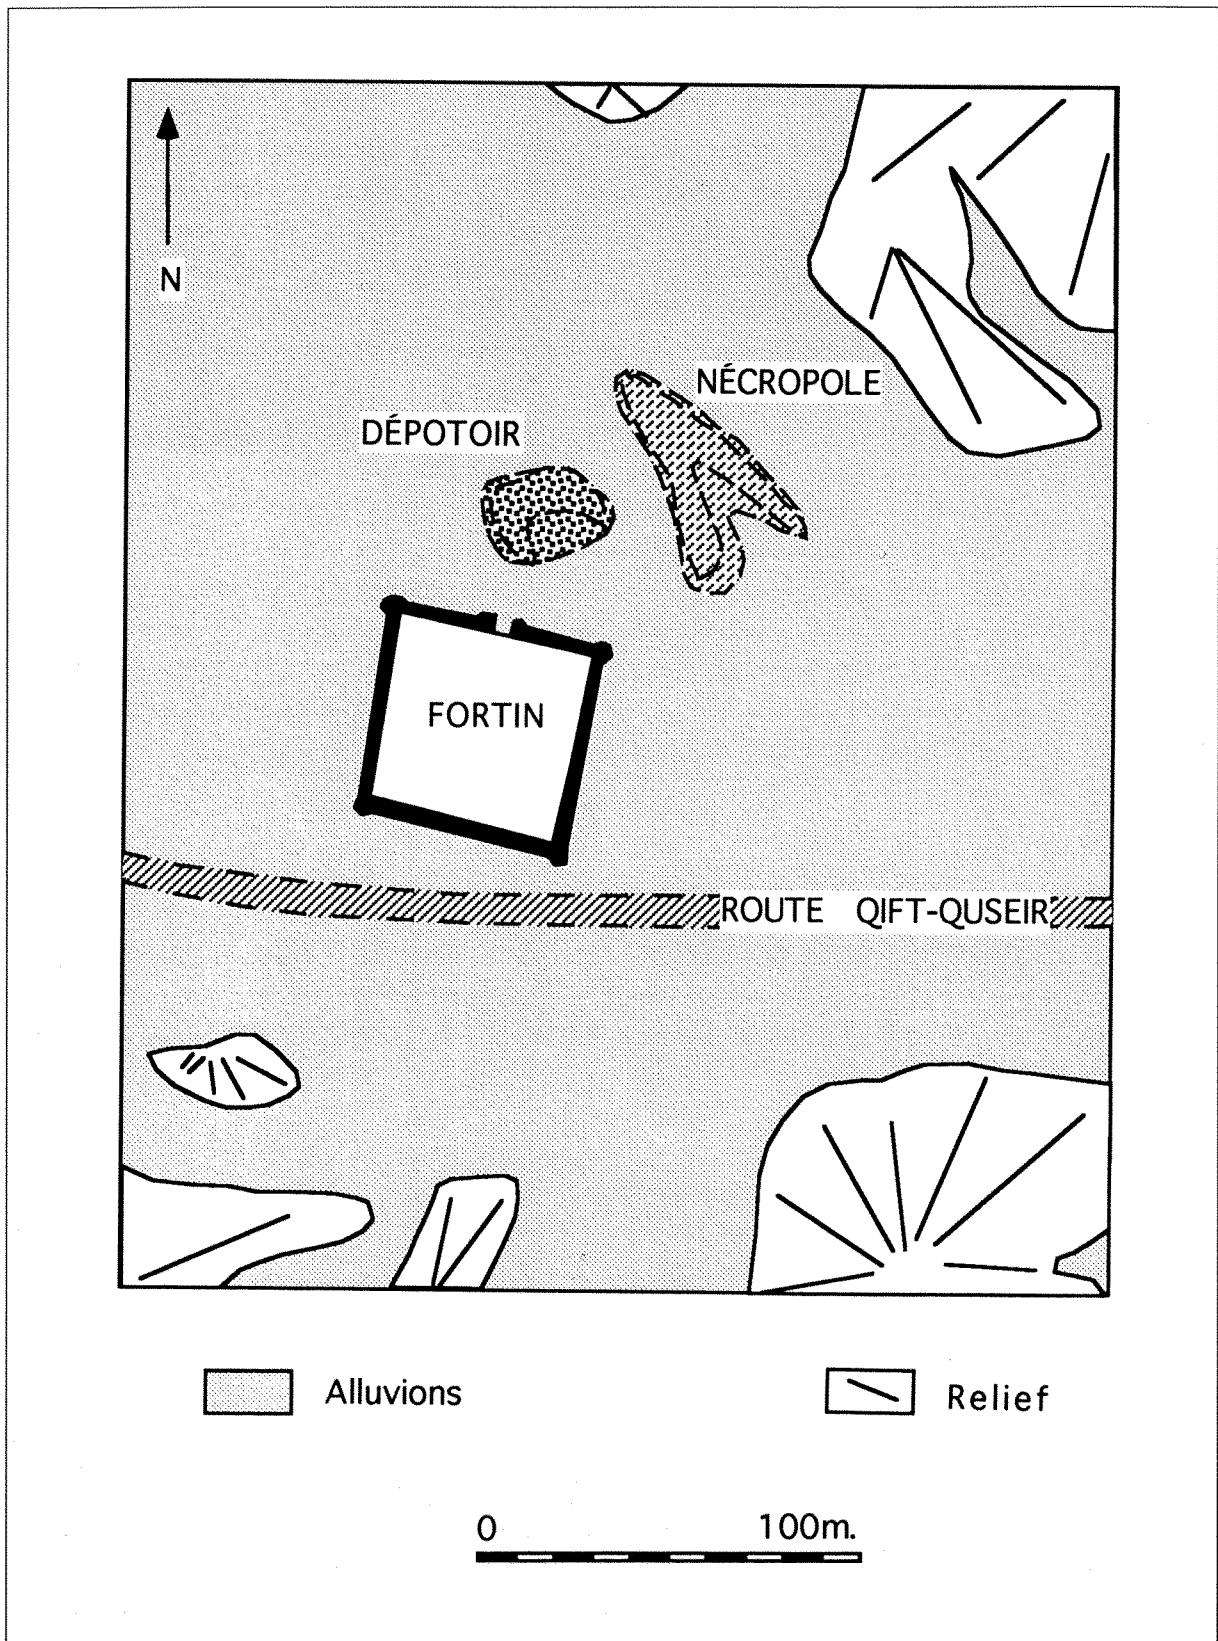 N
NÉCROPOLE
DÉPOTOIR
FORTIN
ROUTE QIFT-QUSEIR
Alluvions
Relief
0 100m.